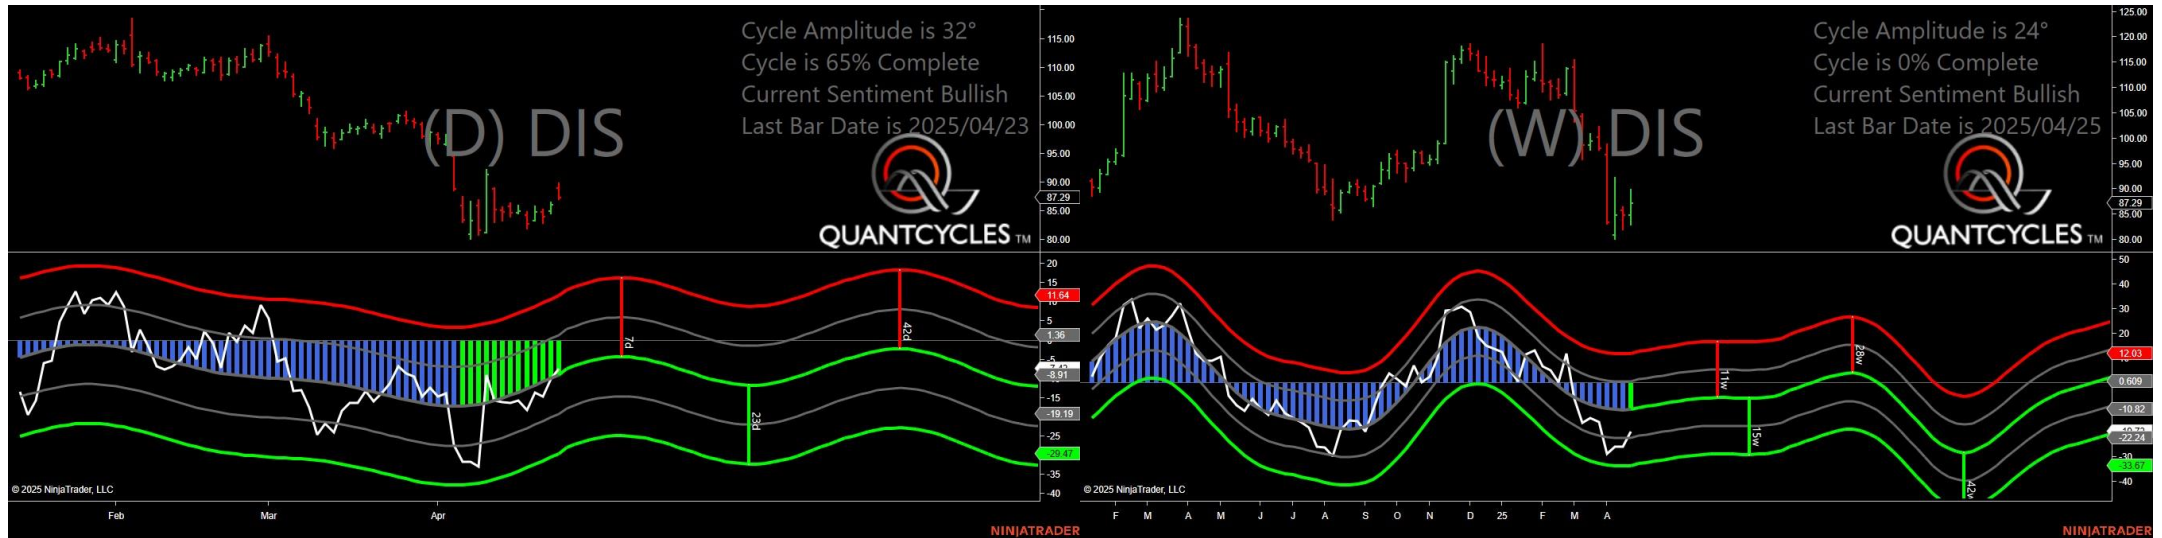 Cycle Amplitude is 32°
Cycle is 65% Complete
Current Sentiment Bullish
Last Bar Date is 2025/04/23
(D) DIS
QUANTCYCLES TM
115.00
110.00
105.00
100.00
95.00
90.00
87.29
85.00
80.00
20
15
11.64
10
5
1.36
-5
-8.91
-15
-19.19
-25
-29.47
-35
-40
7d
23d
42d
© 2025 NinjaTrader, LLC
Feb
Mar
Apr
NINJATRADER
Cycle Amplitude is 24°
Cycle is 0% Complete
Current Sentiment Bullish
Last Bar Date is 2025/04/25
(W) DIS
QUANTCYCLES TM
125.00
120.00
115.00
110.00
105.00
100.00
95.00
90.00
87.29
85.00
80.00
50
40
30
20
12.03
0.609
-10.82
-22.24
-30
-33.67
-40
11w
15w
28w
42w
© 2025 NinjaTrader, LLC
F M A M J J A S O N D 25 F M A
NINJATRADER